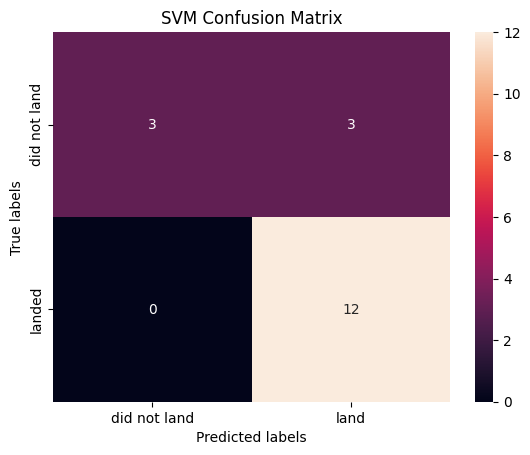 SVM Confusion Matrix
True labels
did not land
3
3
landed
0
12
did not land
land
Predicted labels
12
10
8
6
4
2
0